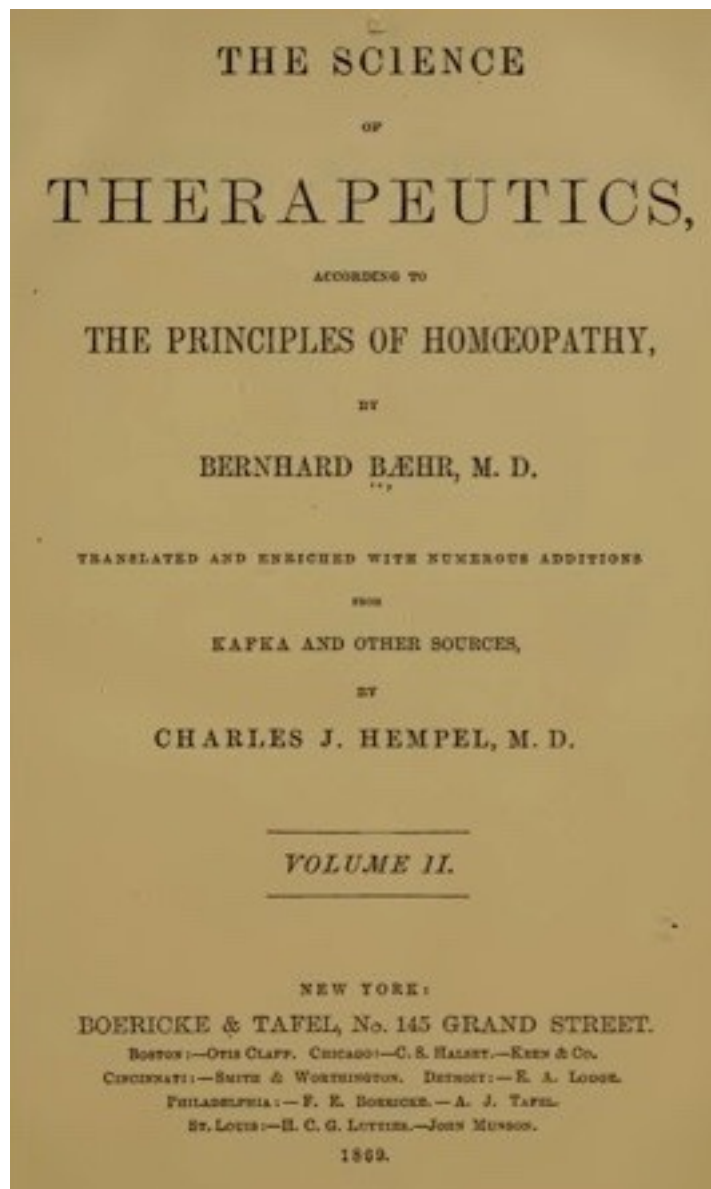 THE SCIENCE
OF
THERAPEUTICS,
ACCORDING TO
THE PRINCIPLES OF HOMŒOPATHY,
BY
BERNHARD BÆHR, M. D.
TRANSLATED AND ENRICHED WITH NUMEROUS ADDITIONS
FROM
KAFKA AND OTHER SOURCES,
BY
CHARLES J. HEMPEL, M. D.
VOLUME II.
NEW YORK:
BOERICKE & TAFEL, No. 145 GRAND STREET.
BOSTON:—OTIS CLAPP. CHICAGO:—C. S. HALSEY.—KEEN & CO.
CINCINNATI:—SMITH & WORTHINGTON. DETROIT:—E. A. LODGE.
PHILADELPHIA:—F. E. BOERICKE.—A. J. TAFEL.
ST. LOUIS:—H. C. G. LUYTIES.—JOHN MUNSON.
1869.